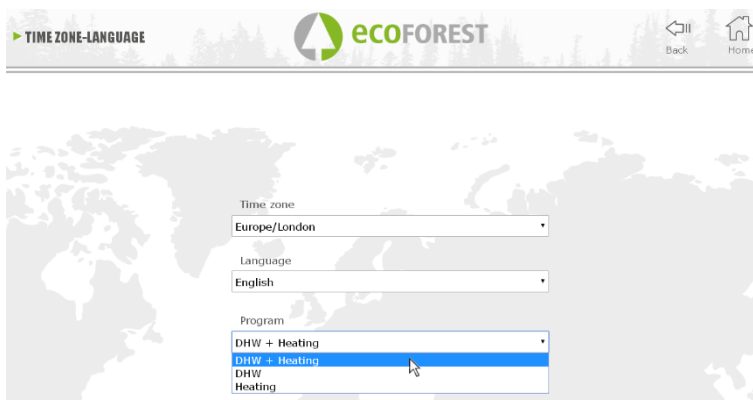 TIME ZONE-LANGUAGE
ecoFOREST
Back
Home
Time zone
Europe/London
Language
English
Program
DHW + Heating
DHW + Heating
DHW
Heating